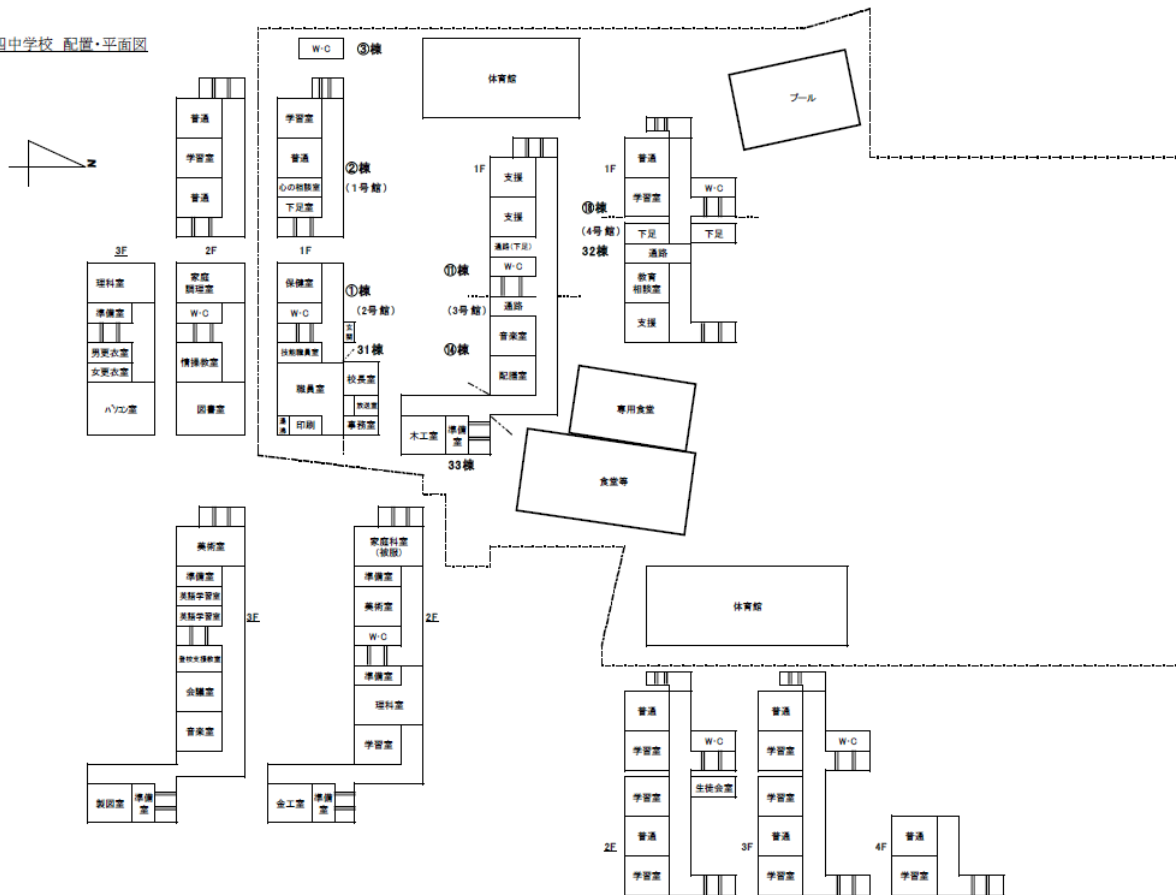 四中学校 配置・平面図
N
W・C
③棟
体育館
プール
普通
学習室
普通
2F
学習室
普通
心の相談室
下足室
1F
②棟
(1号館)
3F
理科室
準備室
男更衣室
女更衣室
パソコン室
家庭
調理室
W・C
情操教室
図書室
保健室
W・C
技能職員室
職員室
湯沸
印刷
玄関
校長室
放送室
事務室
①棟
(2号館)
31棟
1F
支援
支援
通路(下足)
W・C
通路
音楽室
配膳室
⑪棟
(3号館)
⑭棟
木工室
準備室
33棟
1F
普通
学習室
W・C
下足
下足
通路
教育
相談室
支援
⑩棟
(4号館)
32棟
専用食堂
食堂等
体育館
美術室
準備室
英語学習室
英語学習室
登校支援教室
会議室
音楽室
製図室
準備室
3F
家庭科室
(被服)
準備室
美術室
W・C
準備室
理科室
学習室
金工室
準備室
2F
普通
学習室
W・C
学習室
生徒会室
普通
学習室
2F
普通
学習室
W・C
学習室
普通
学習室
3F
普通
学習室
4F